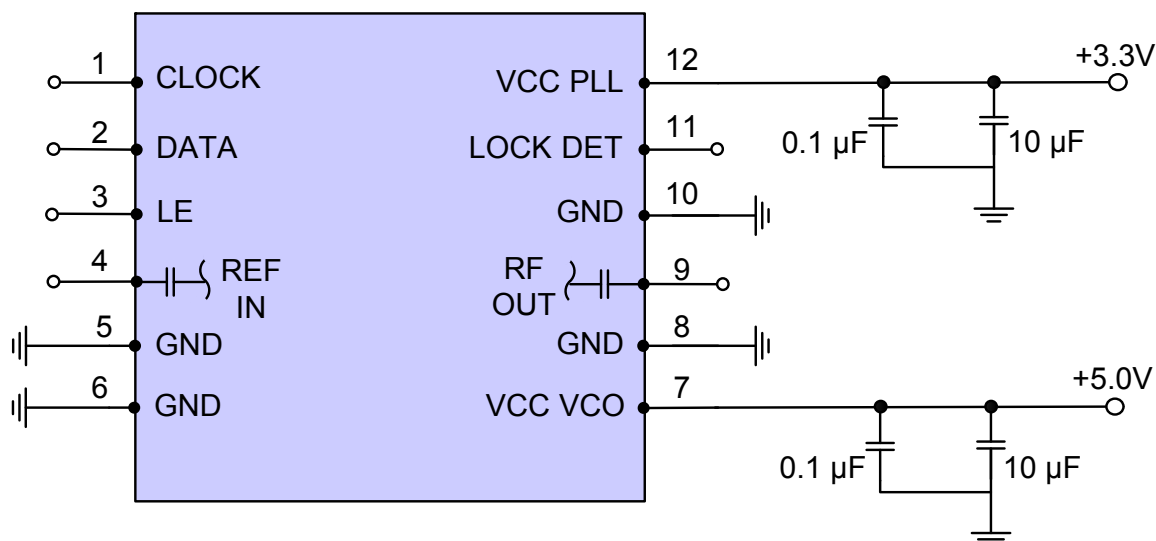 1 CLOCK
2 DATA
3 LE
4 REF
IN
5 GND
6 GND
VCC PLL 12
LOCK DET 11
GND 10
RF 9
OUT
GND 8
VCC VCO 7
+3.3V
0.1 µF 10 µF
+5.0V
0.1 µF 10 µF